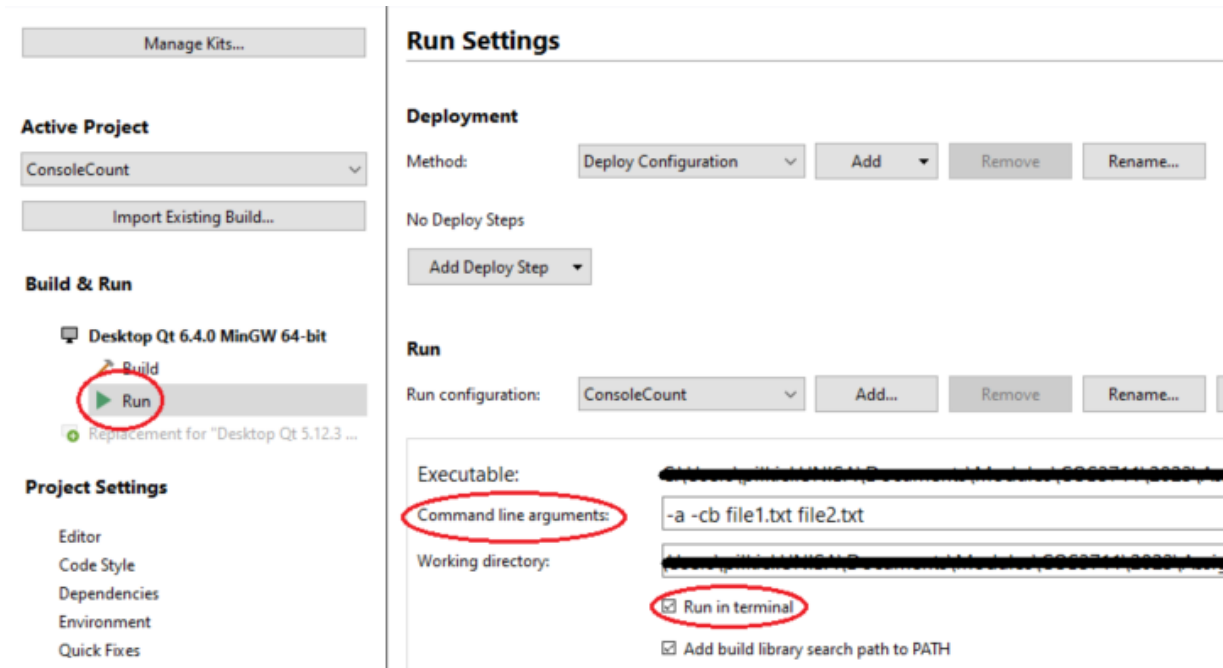 Manage Kits...
Active Project
ConsoleCount
Import Existing Build...
Build & Run
Desktop Qt 6.4.0 MinGW 64-bit
Build
Run
Replacement for "Desktop Qt 5.12.3 ...
Project Settings
Editor
Code Style
Dependencies
Environment
Quick Fixes
Run Settings
Deployment
Method: Deploy Configuration Add Remove Rename...
No Deploy Steps
Add Deploy Step
Run
Run configuration: ConsoleCount Add... Remove Rename...
Executable:
Command line arguments: -a -cb file1.txt file2.txt
Working directory:
Run in terminal
Add build library search path to PATH